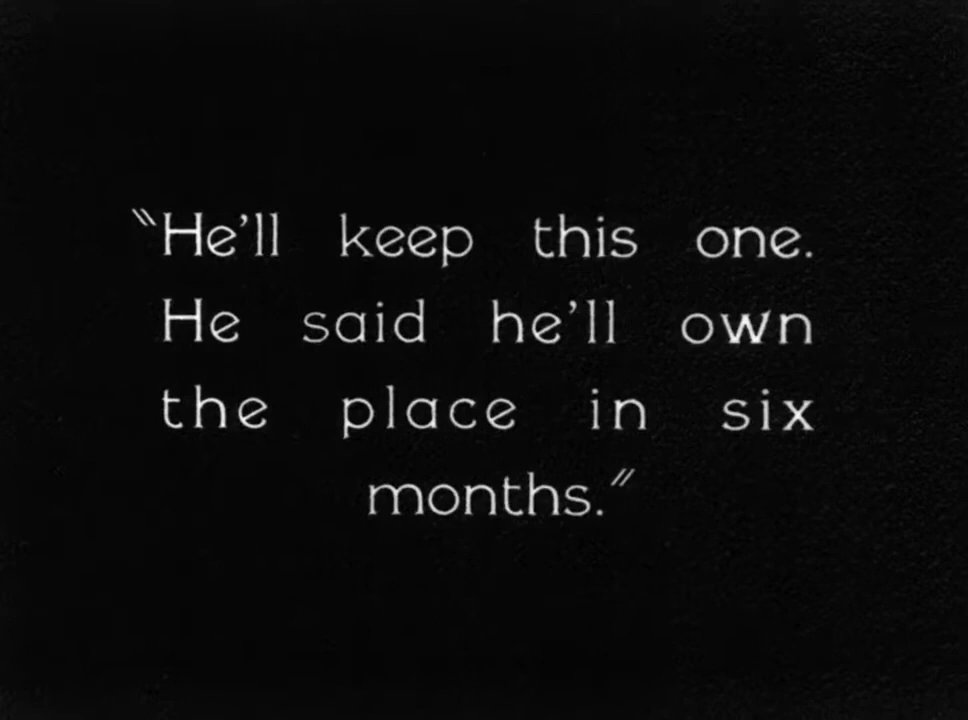 "He'll keep this one.
He said he'll own
the place in six
months."